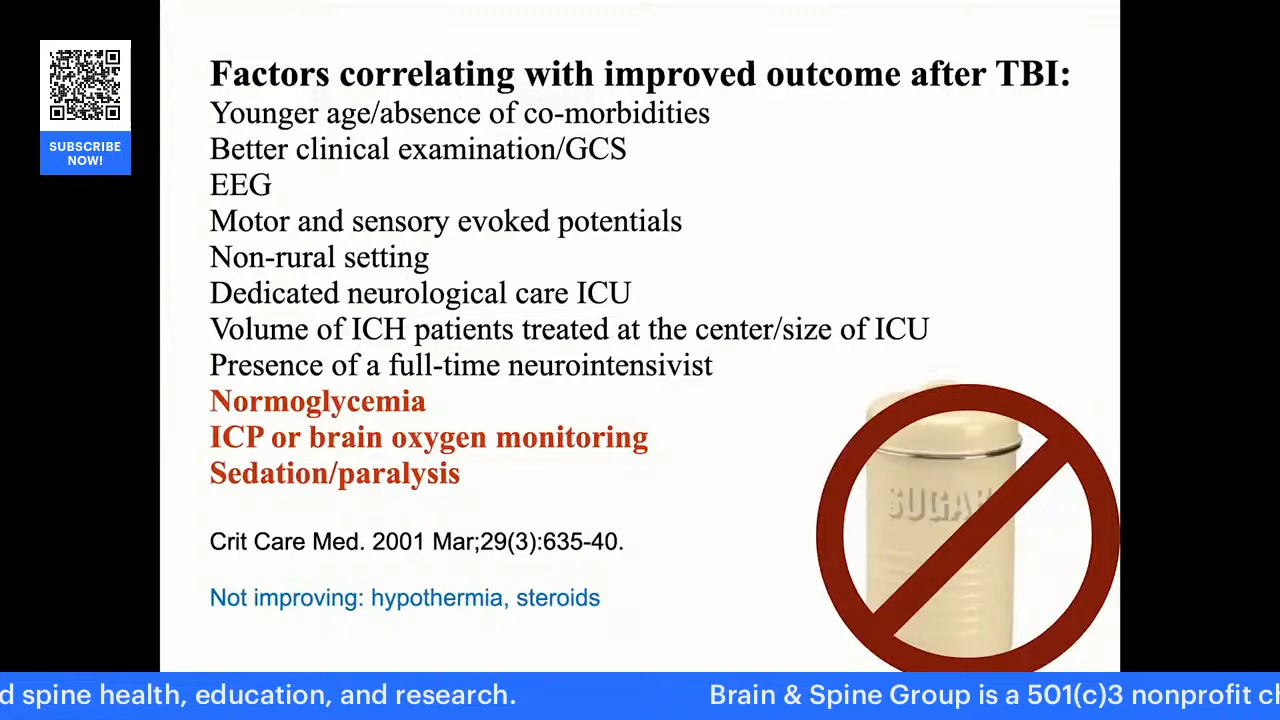 SUBSCRIBE
NOW!
Factors correlating with improved outcome after TBI:
Younger age/absence of co-morbidities
Better clinical examination/GCS
EEG
Motor and sensory evoked potentials
Non-rural setting
Dedicated neurological care ICU
Volume of ICH patients treated at the center/size of ICU
Presence of a full-time neurointensivist
Normoglycemia
ICP or brain oxygen monitoring
Sedation/paralysis
SUGAR
Crit Care Med. 2001 Mar;29(3):635-40.
Not improving: hypothermia, steroids
d spine health, education, and research. Brain & Spine Group is a 501(c)3 nonprofit ch